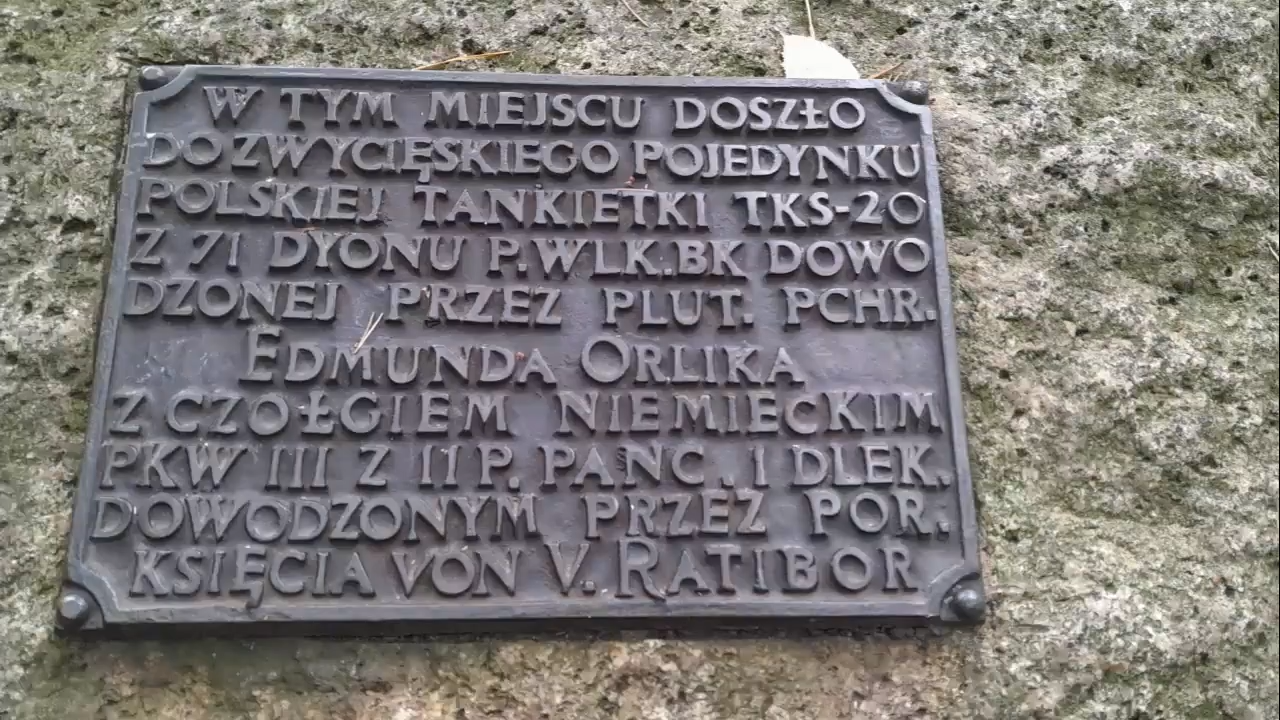 W TYM MIEJSCU DOSZŁO
DO ZWYCIĘSKIEGO POJEDYNKU
POLSKIEJ TANKIETKI TKS-20
Z 71 DYONU P.WLK.BK DOWO
DZONEJ PRZEZ PLUT. PCHR.
EDMUNDA ORLIKA
Z CZOŁGIEM NIEMIECKIM
PKW III Z 11 P. PANC. 1 DLEK.
DOWODZONYM PRZEZ POR.
KSIĘCIA VON V. RATIBOR